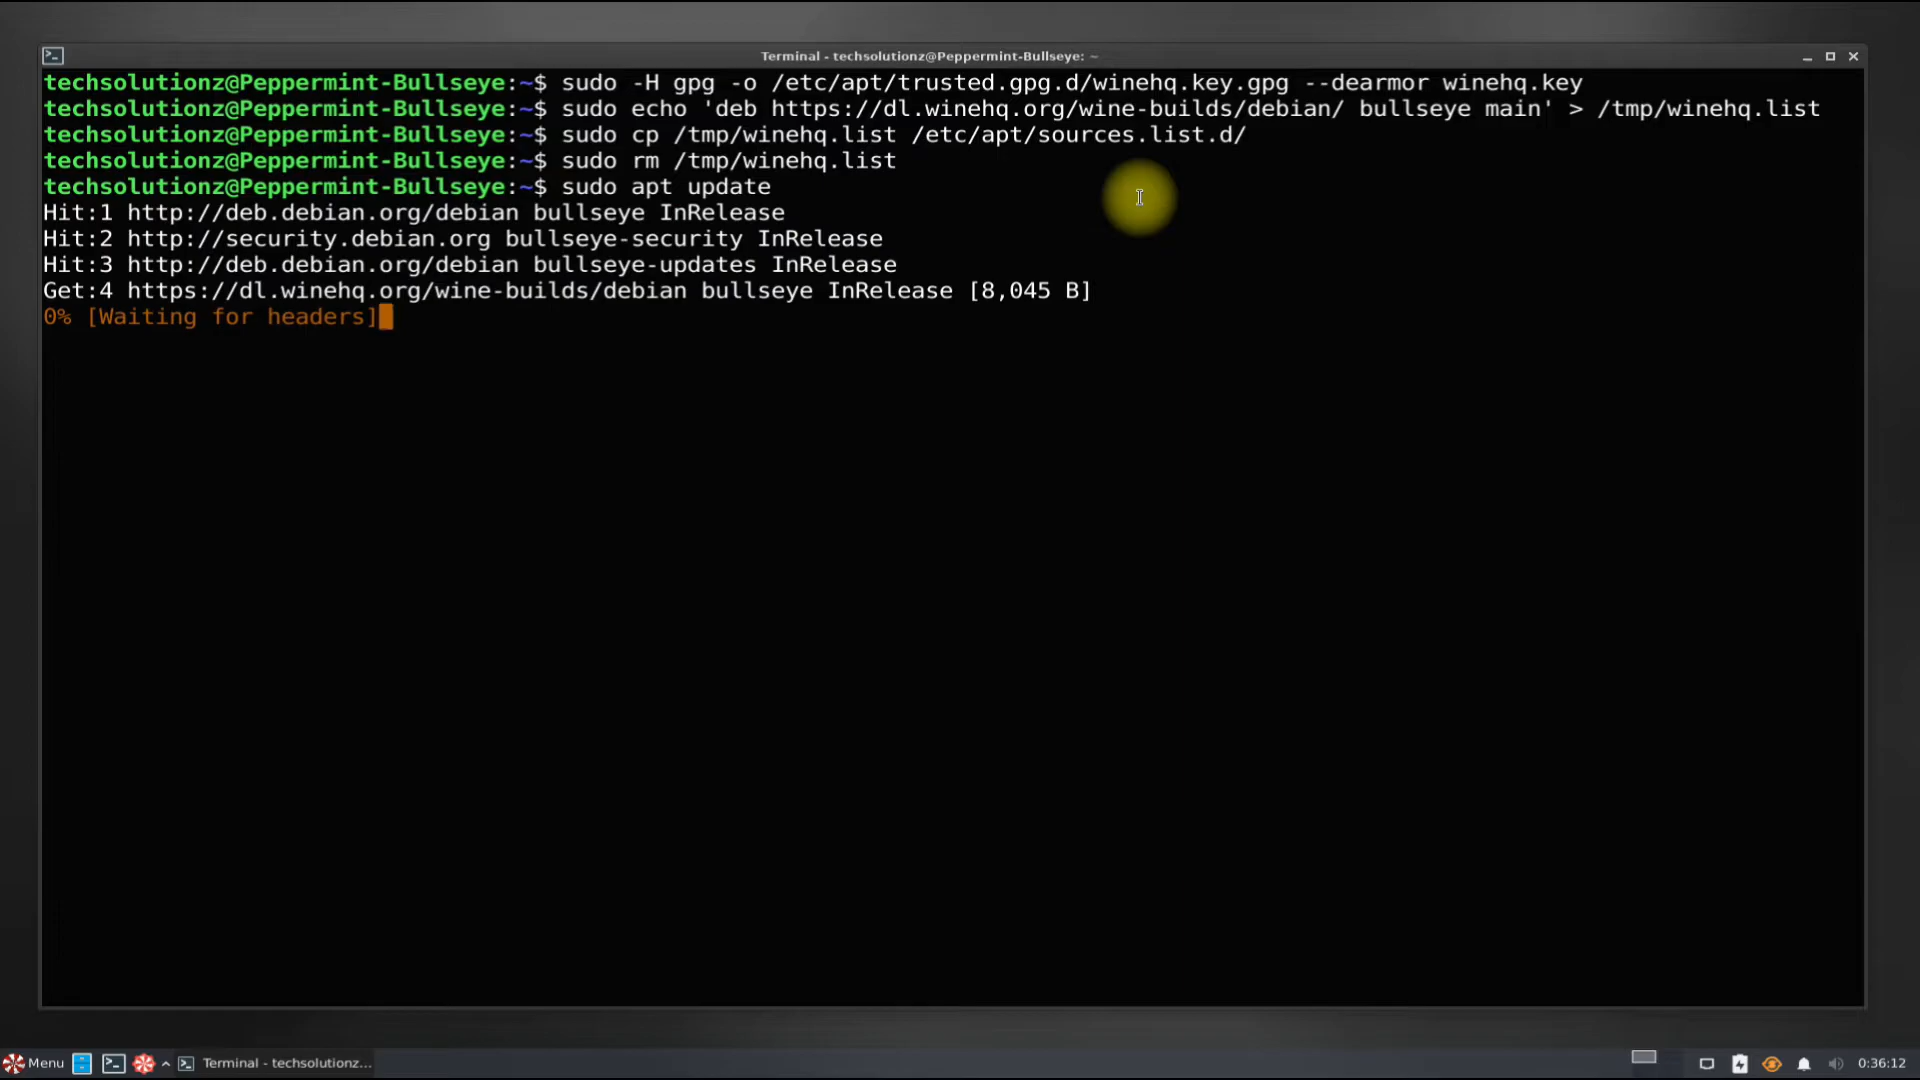 Terminal - techsolutionz@Peppermint-Bullseye: ~
techsolutionz@Peppermint-Bullseye:~$ sudo -H gpg -o /etc/apt/trusted.gpg.d/winehq.key.gpg --dearmor winehq.key
techsolutionz@Peppermint-Bullseye:~$ sudo echo 'deb https://dl.winehq.org/wine-builds/debian/ bullseye main' > /tmp/winehq.list
techsolutionz@Peppermint-Bullseye:~$ sudo cp /tmp/winehq.list /etc/apt/sources.list.d/
techsolutionz@Peppermint-Bullseye:~$ sudo rm /tmp/winehq.list
techsolutionz@Peppermint-Bullseye:~$ sudo apt update
Hit:1 http://deb.debian.org/debian bullseye InRelease
Hit:2 http://security.debian.org bullseye-security InRelease
Hit:3 http://deb.debian.org/debian bullseye-updates InRelease
Get:4 https://dl.winehq.org/wine-builds/debian bullseye InRelease [8,045 B]
0% [Waiting for headers]
Menu
Terminal - techsolutionz...
0:36:12